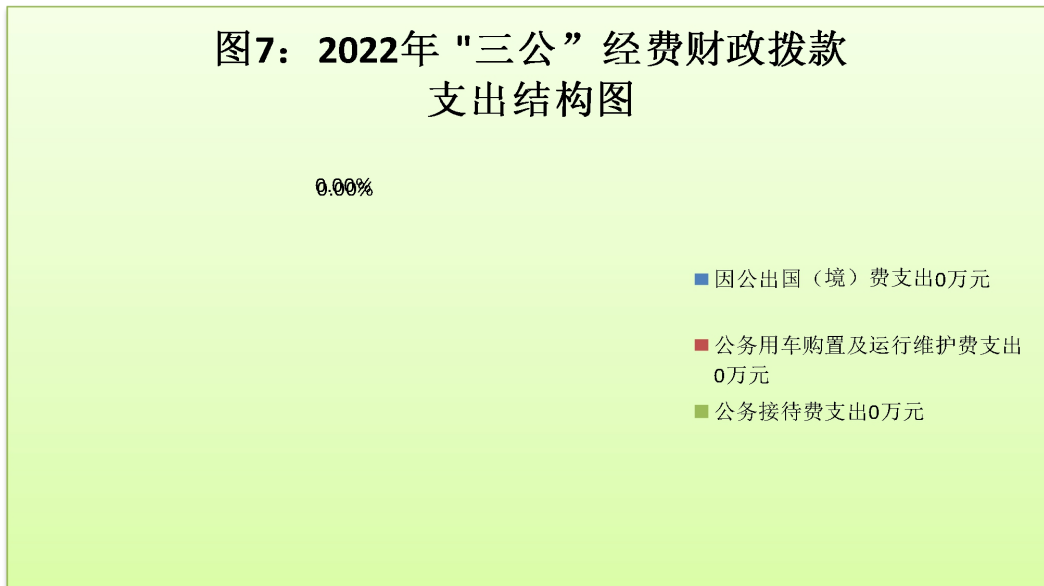 图7：2022年 "三公”经费财政拨款
支出结构图
0.00%
0.00%
因公出国（境）费支出0万元
公务用车购置及运行维护费支出
0万元
公务接待费支出0万元